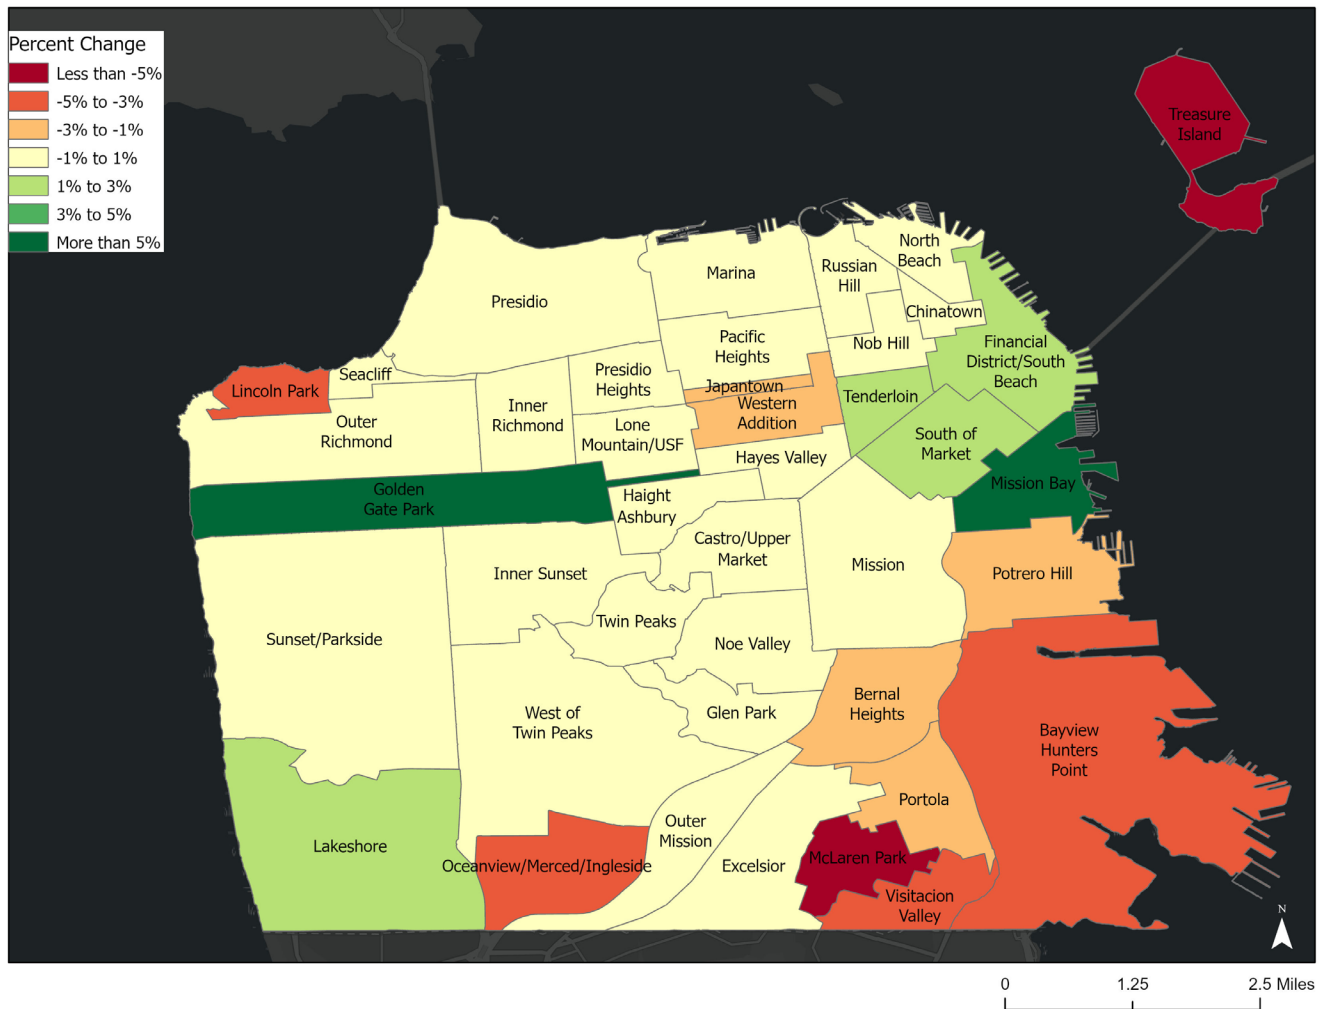 Percent Change
Less than -5%
-5% to -3%
-3% to -1%
-1% to 1%
1% to 3%
3% to 5%
More than 5%
Treasure
Island
North
Beach
Russian
Hill
Marina
Presidio
Chinatown
Pacific
Heights
Nob Hill
Financial
District/South
Beach
Seacliff
Presidio
Heights
Lincoln Park
Japantown
Tenderloin
Western
Addition
Inner
Richmond
Outer
Richmond
Lone
Mountain/USF
South of
Market
Hayes Valley
Mission Bay
Golden
Gate Park
Haight
Ashbury
Castro/Upper
Market
Mission
Inner Sunset
Potrero Hill
Twin Peaks
Sunset/Parkside
Noe Valley
Bernal
Heights
Glen Park
West of
Twin Peaks
Bayview
Hunters
Point
Portola
Outer
Mission
Lakeshore
Oceanview/Merced/Ingleside
Excelsior
McLaren Park
Visitacion
Valley
N
0 1.25 2.5 Miles